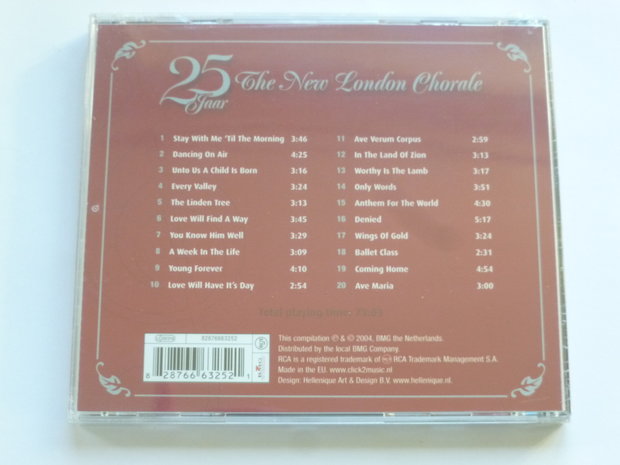 25 Jaar The New London Chorale
1 Stay With Me 'Til The Morning 3:46
2 Dancing On Air 4:25
3 Unto Us A Child Is Born 3:16
4 Every Valley 3:24
5 The Linden Tree 3:13
6 Love Will Find A Way 3:45
7 You Know Him Well 3:29
8 A Week In The Life 3:09
9 Young Forever 4:10
10 Love Will Have It's Day 2:54
11 Ave Verum Corpus 2:59
12 In The Land Of Zion 3:13
13 Worthy Is The Lamb 3:17
14 Only Words 3:51
15 Anthem For The World 4:30
16 Denied 5:17
17 Wings Of Gold 3:24
18 Ballet Class 2:31
19 Coming Home 4:54
20 Ave Maria 3:00
Total playing time:
82876663252
8 28766 63252 1
This compilation ℗ & © 2004, BMG the Netherlands.
Distributed by the local BMG Company.
RCA is a registered trademark of RCA Trademark Management S.A.
Made in the EU. www.click2music.nl.
Design: Hellenique Art & Design B.V. www.hellenique.nl.